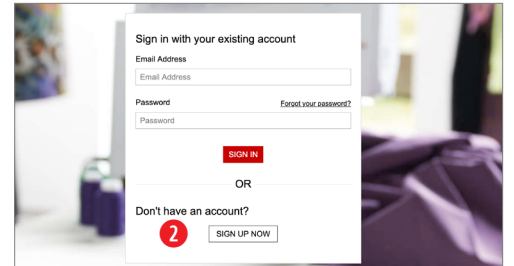 Sign in with your existing account
Email Address
Email Address
Password Forgot your password?
Password
SIGN IN
OR
Don't have an account?
2 SIGN UP NOW